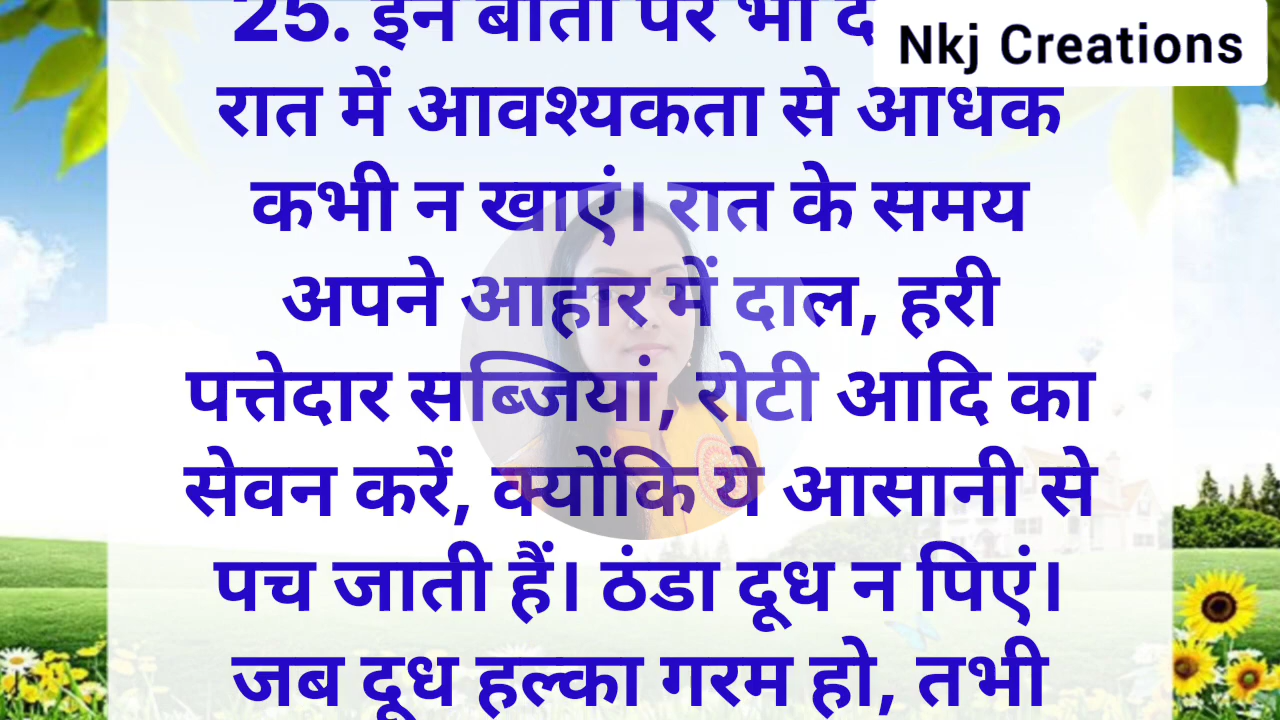 Nkj Creations
25. इन बातों पर भी
रात में आवश्यकता से अधिक
कभी न खाएं। रात के समय
अपने आहार में दाल, हरी
पत्तेदार सब्जियां, रोटी आदि का
सेवन करें, क्योंकि ये आसानी से
पच जाती हैं। ठंडा दूध न पिएं।
जब दूध हल्का गरम हो, तभी